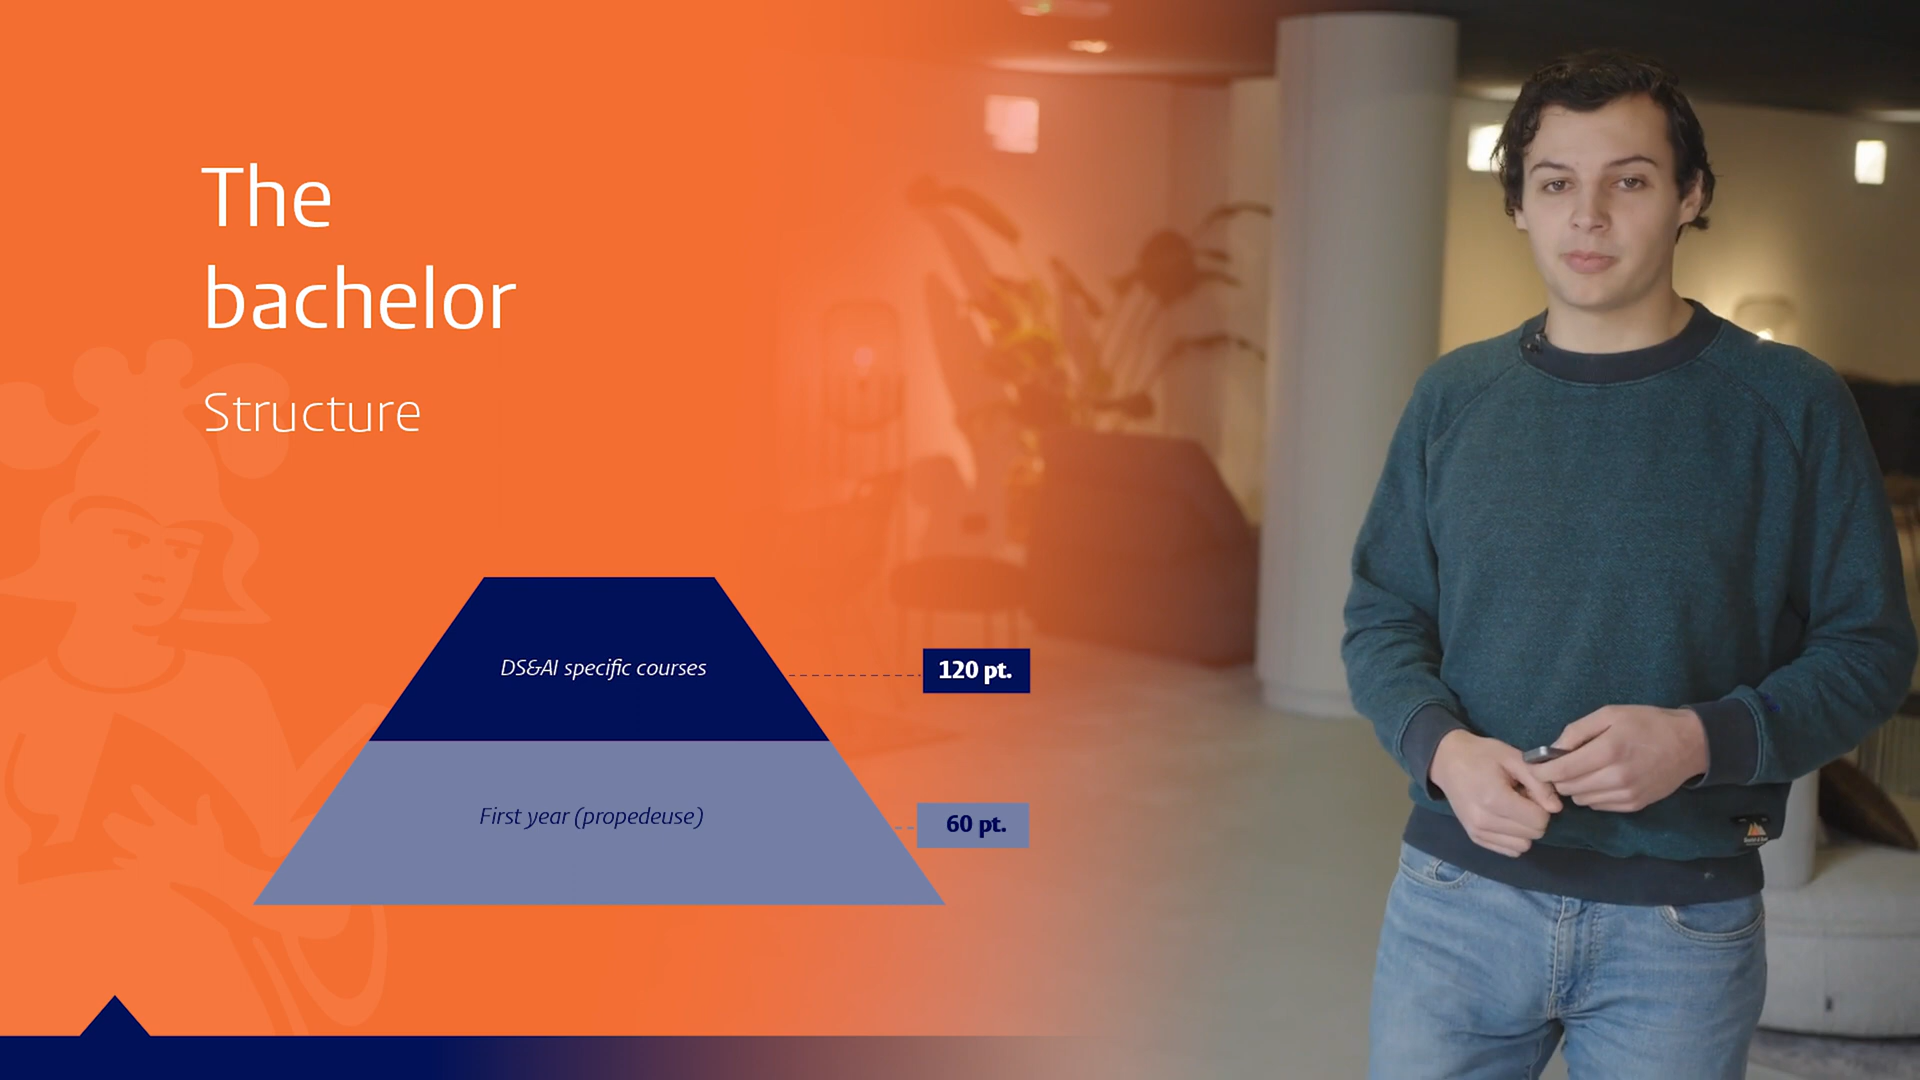 The
bachelor
Structure
DS&AI specific courses
120 pt.
First year (propedeuse)
60 pt.